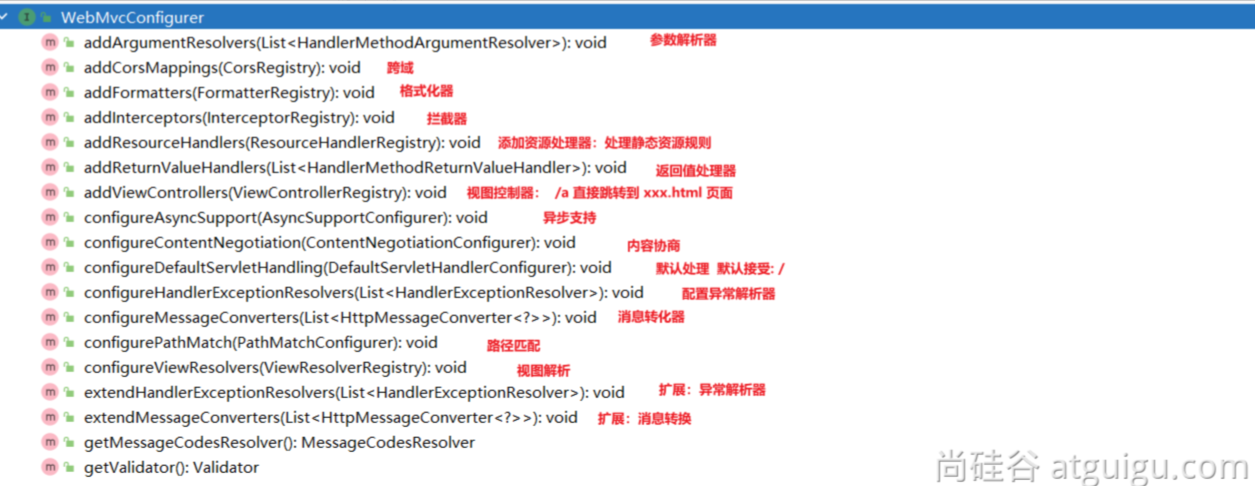 WebMvcConfigurer
addArgumentResolvers(List<HandlerMethodArgumentResolver>): void 参数解析器
addCorsMappings(CorsRegistry): void 跨域
addFormatters(FormatterRegistry): void 格式化器
addInterceptors(InterceptorRegistry): void 拦截器
addResourceHandlers(ResourceHandlerRegistry): void 添加资源处理器：处理静态资源规则
addReturnValueHandlers(List<HandlerMethodReturnValueHandler>): void 返回值处理器
addViewControllers(ViewControllerRegistry): void 视图控制器： /a 直接跳转到 xxx.html 页面
configureAsyncSupport(AsyncSupportConfigurer): void 异步支持
configureContentNegotiation(ContentNegotiationConfigurer): void 内容协商
configureDefaultServletHandling(DefaultServletHandlerConfigurer): void 默认处理 默认接受: /
configureHandlerExceptionResolvers(List<HandlerExceptionResolver>): void 配置异常解析器
configureMessageConverters(List<HttpMessageConverter<?>>): void 消息转化器
configurePathMatch(PathMatchConfigurer): void 路径匹配
configureViewResolvers(ViewResolverRegistry): void 视图解析
extendHandlerExceptionResolvers(List<HandlerExceptionResolver>): void 扩展：异常解析器
extendMessageConverters(List<HttpMessageConverter<?>>): void 扩展：消息转换
getMessageCodesResolver(): MessageCodesResolver
getValidator(): Validator
尚硅谷 atguigu.com